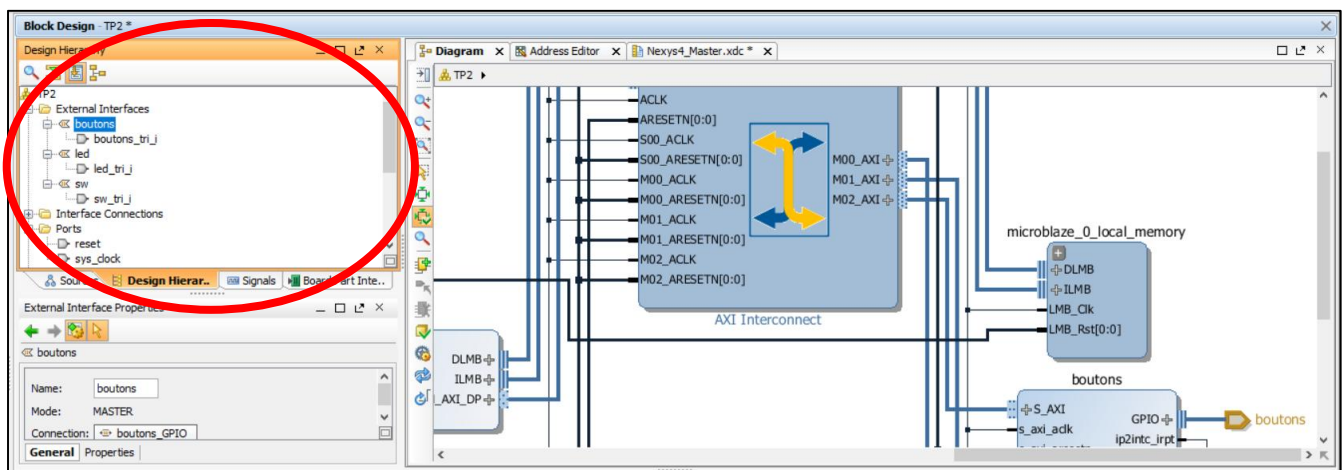 Block Design - TP2 *
Design Hierarchy
TP2
External Interfaces
boutons
boutons_tri_i
led
led_tri_i
sw
sw_tri_i
Interface Connections
Ports
reset
sys_clock
Design Hierar..
Signals
External Interface
boutons
Name: boutons
Mode: MASTER
Connection: boutons_GPIO
General Properties
Diagram
Address Editor
Nexys4_Master.xdc *
TP2
ACLK
ARESETN[0:0]
S00_ACLK
S00_ARESETN[0:0]
M00_ACLK
M00_ARESETN[0:0]
M01_ACLK
M01_ARESETN[0:0]
M02_ACLK
M02_ARESETN[0:0]
M00_AXI
M01_AXI
M02_AXI
AXI Interconnect
DLMB
ILMB
_AXI_DP
microblaze_0_local_memory
DLMB
ILMB
LMB_Clk
LMB_Rst[0:0]
boutons
S_AXI
s_axi_aclk
GPIO
ip2intc_irpt
boutons